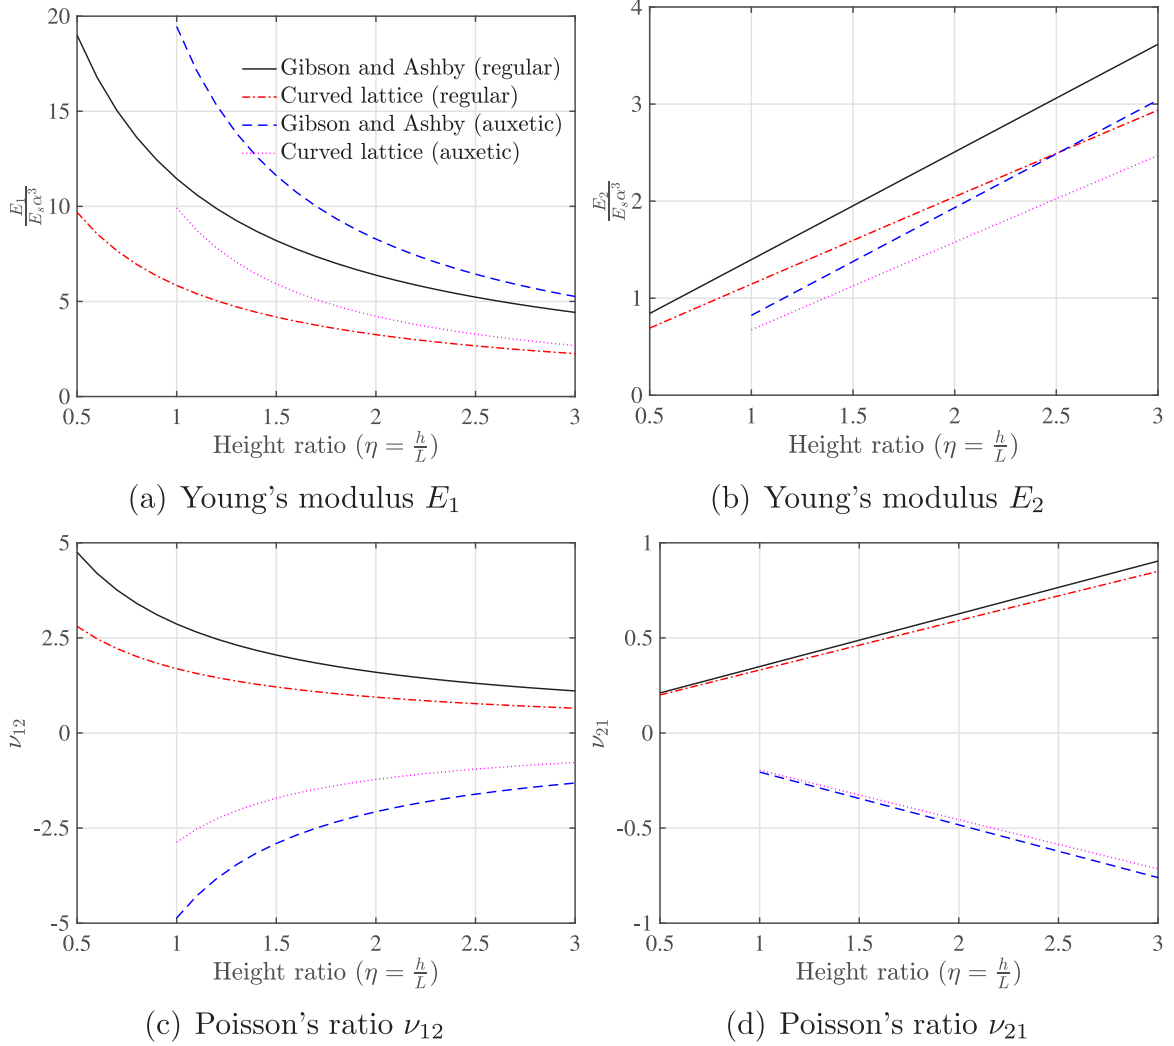 20
15
10
5
0
E₁/(Eₛα³)
Gibson and Ashby (regular)
Curved lattice (regular)
Gibson and Ashby (auxetic)
Curved lattice (auxetic)
0.5 1 1.5 2 2.5 3
Height ratio (η = h/L)
(a) Young's modulus E₁
4
3
2
1
0
E₂/(Eₛα³)
0.5 1 1.5 2 2.5 3
Height ratio (η = h/L)
(b) Young's modulus E₂
5
2.5
0
-2.5
-5
ν₁₂
0.5 1 1.5 2 2.5 3
Height ratio (η = h/L)
(c) Poisson's ratio ν₁₂
1
0.5
0
-0.5
-1
ν₂₁
0.5 1 1.5 2 2.5 3
Height ratio (η = h/L)
(d) Poisson's ratio ν₂₁